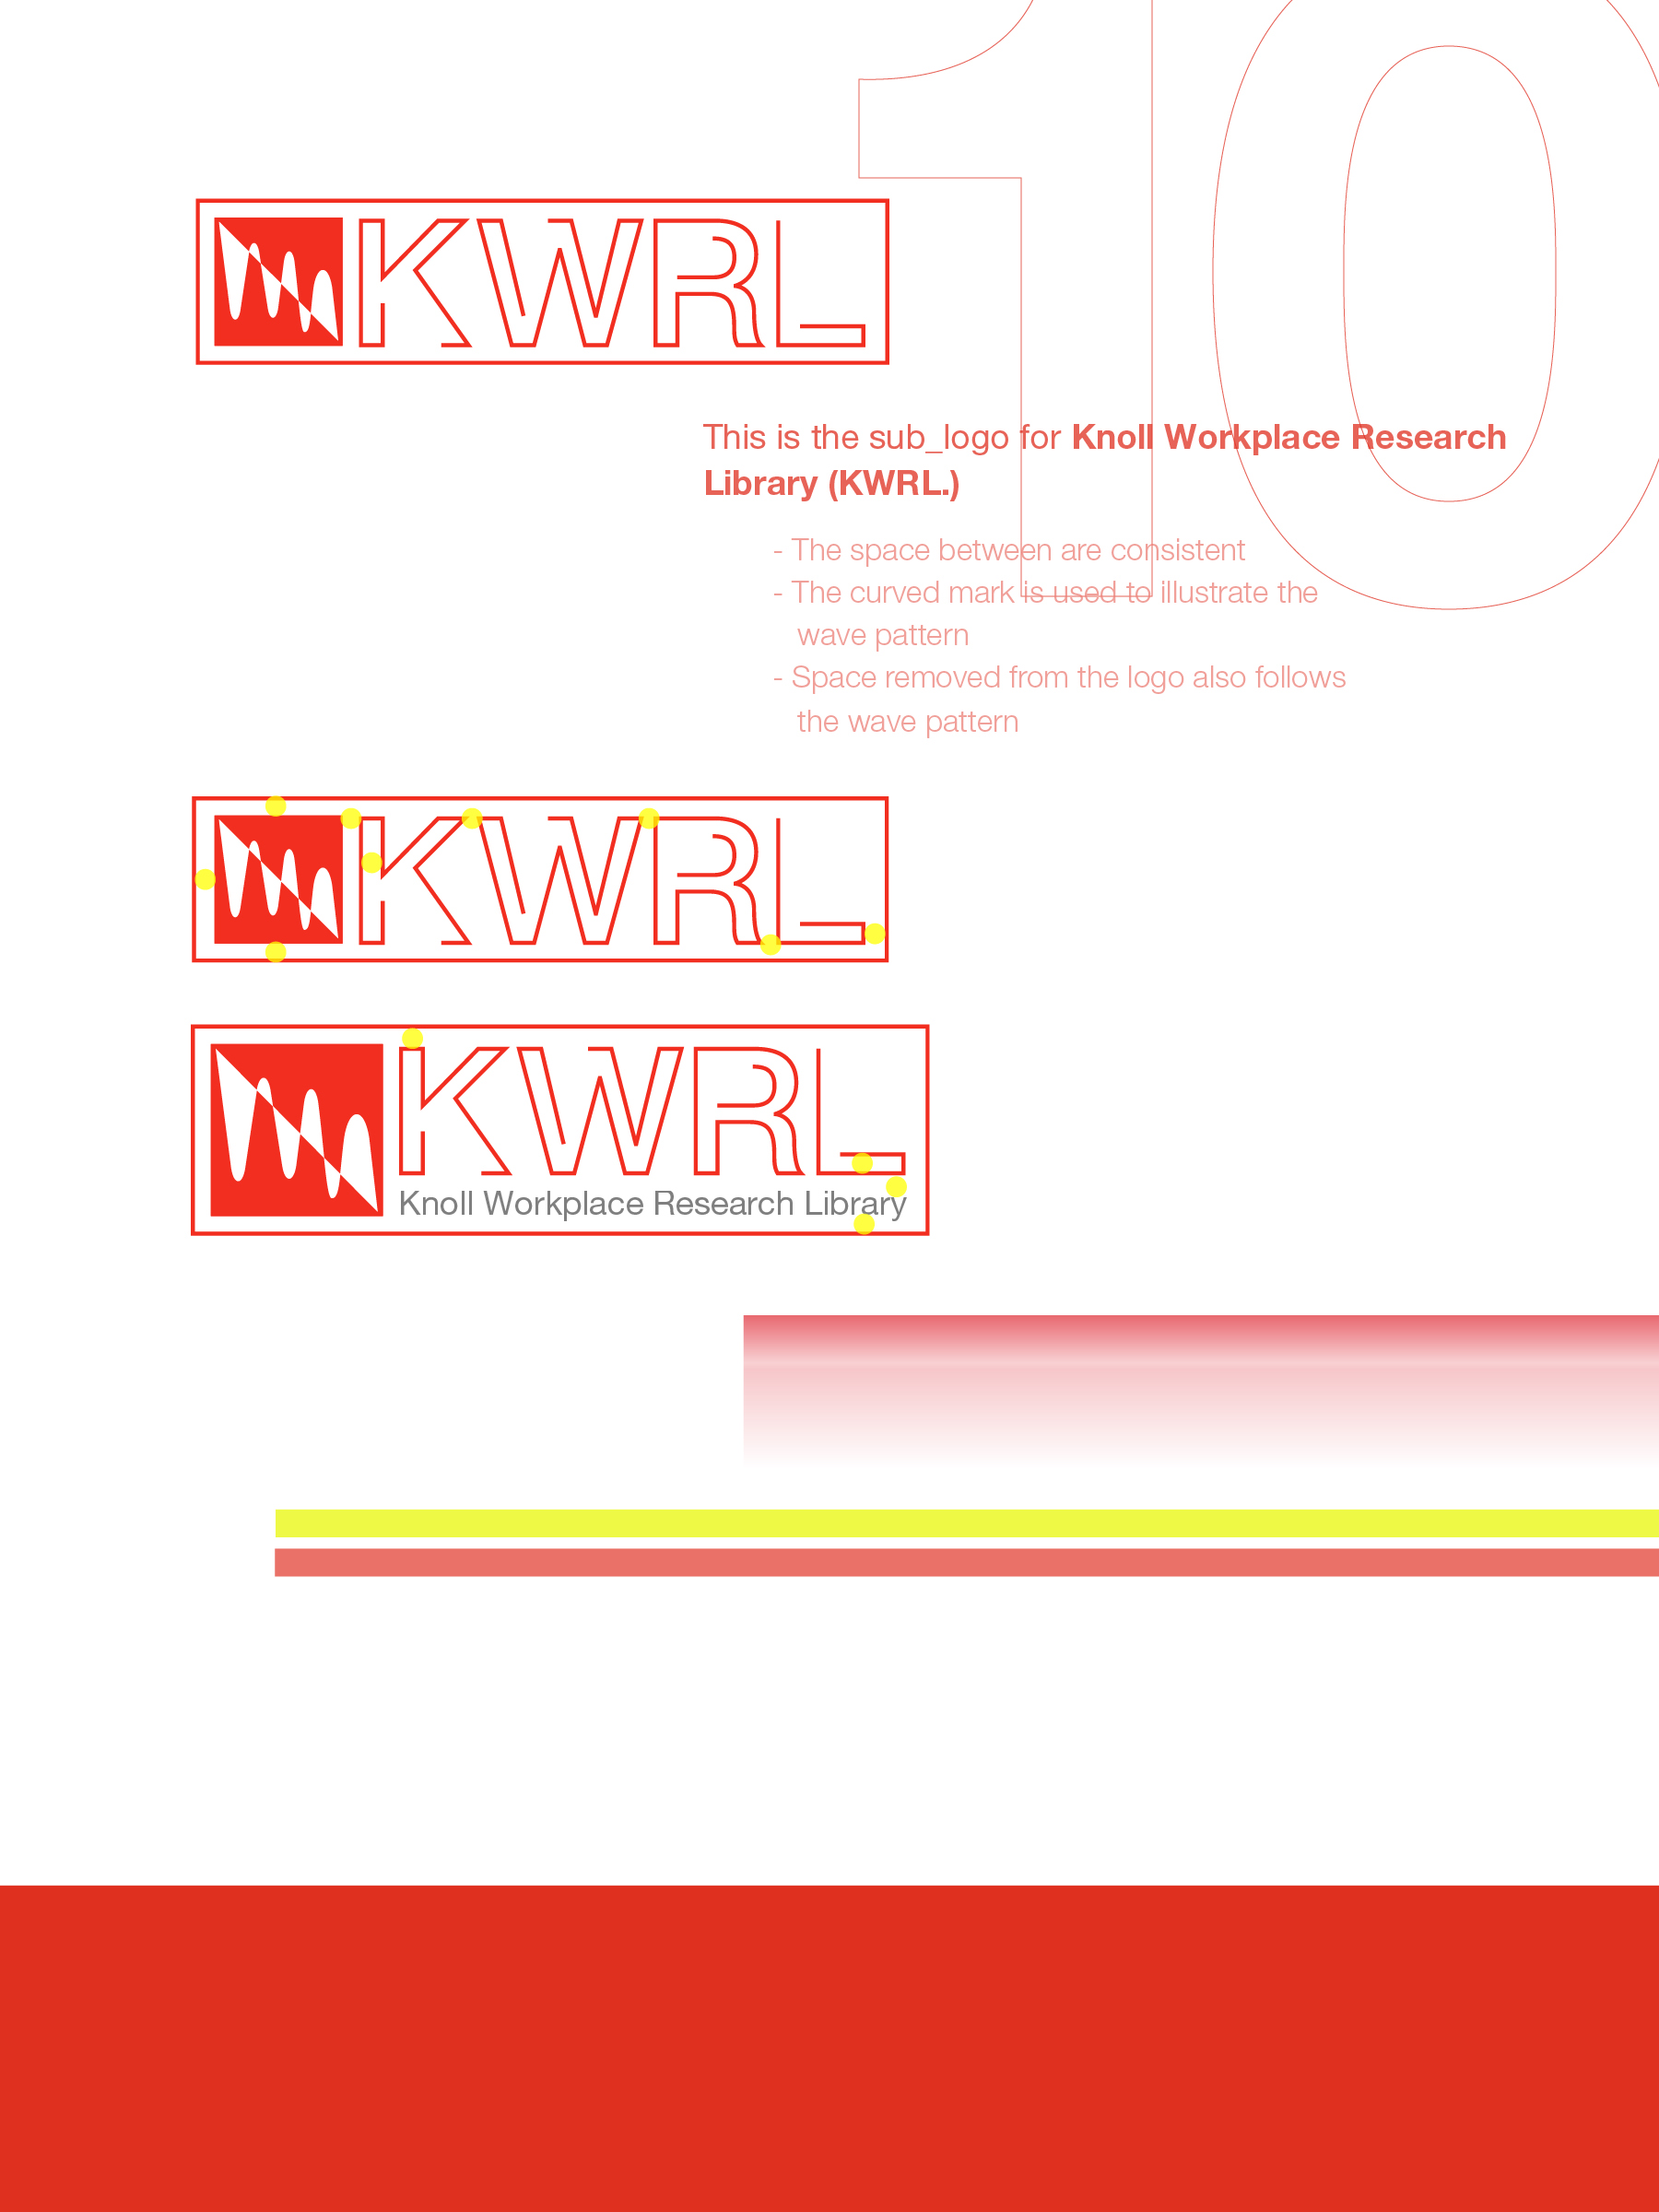 10
KWRL
This is the sub_logo for Knoll Workplace Research
Library (KWRL.)
- The space between are consistent
- The curved mark is used to illustrate the
wave pattern
- Space removed from the logo also follows
the wave pattern
KWRL
KWRL
Knoll Workplace Research Library